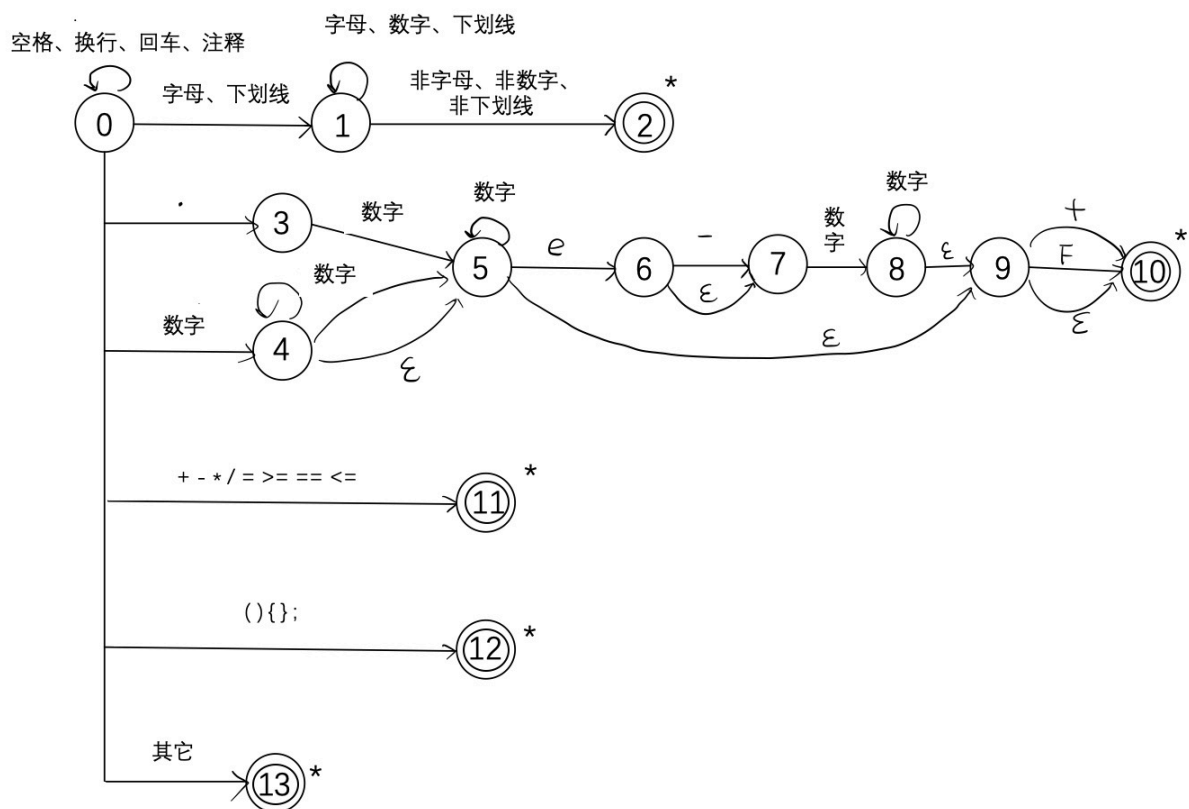 空格、换行、回车、注释
字母、数字、下划线
字母、下划线
非字母、非数字、
非下划线
*
0
1
2
.
3
数字
数字
5
e
6
-
ε
7
数
字
数字
8
ε
9
+
F
ε
10
*
数字
数字
4
ε
ε
+ - * / = >= == <=
11
*
( ) { } ;
12
*
其它
13
*